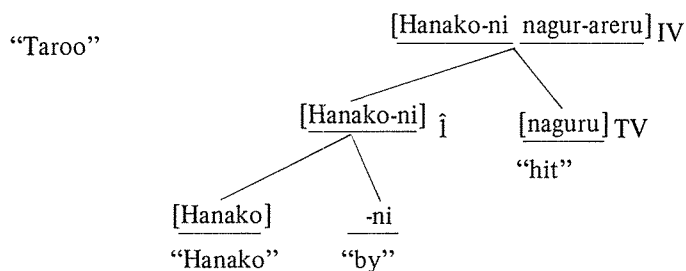 [Hanako-ni nagur-areru] IV
“Taroo”
[Hanako-ni] Î [naguru] TV
“hit”
[Hanako] -ni
“Hanako” “by”